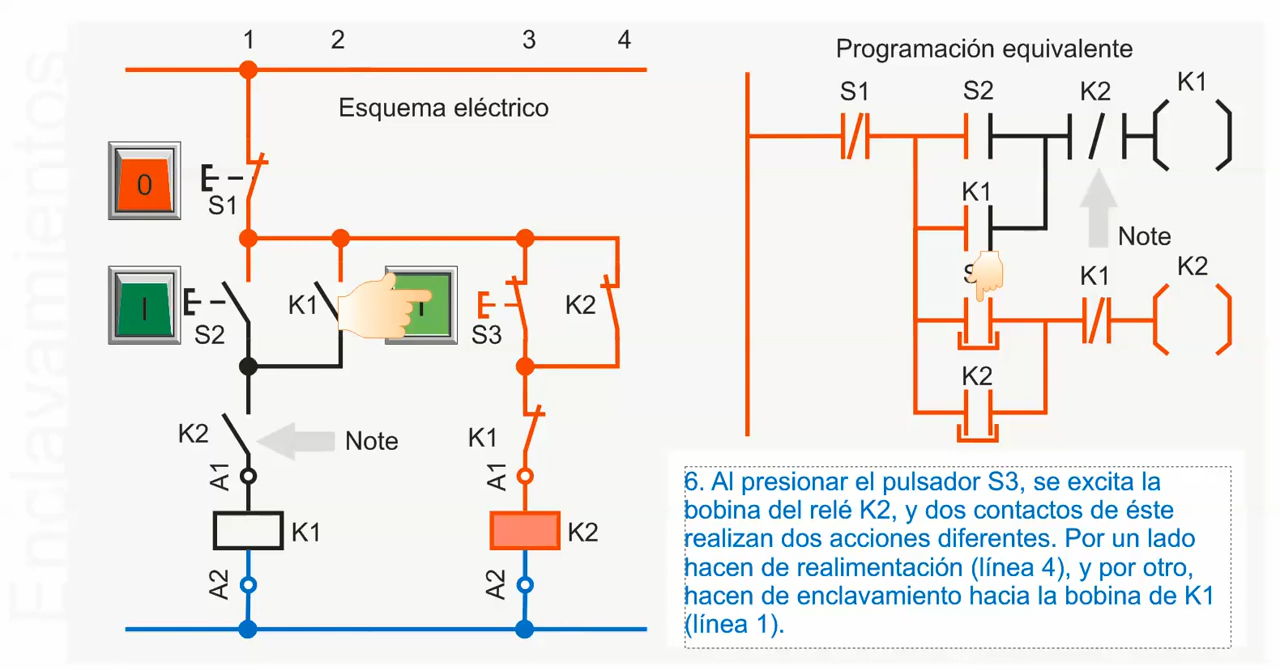 Enclavamientos
1
2
3
4
Esquema eléctrico
0
S1
I
S2
K1
I
S3
K2
K2
Note
K1
A1
A1
K1
K2
A2
A2
Programación equivalente
S1
S2
K2
K1
K1
Note
S
K1
K2
K2
6. Al presionar el pulsador S3, se excita la
bobina del relé K2, y dos contactos de éste
realizan dos acciones diferentes. Por un lado
hacen de realimentación (línea 4), y por otro,
hacen de enclavamiento hacia la bobina de K1
(línea 1).